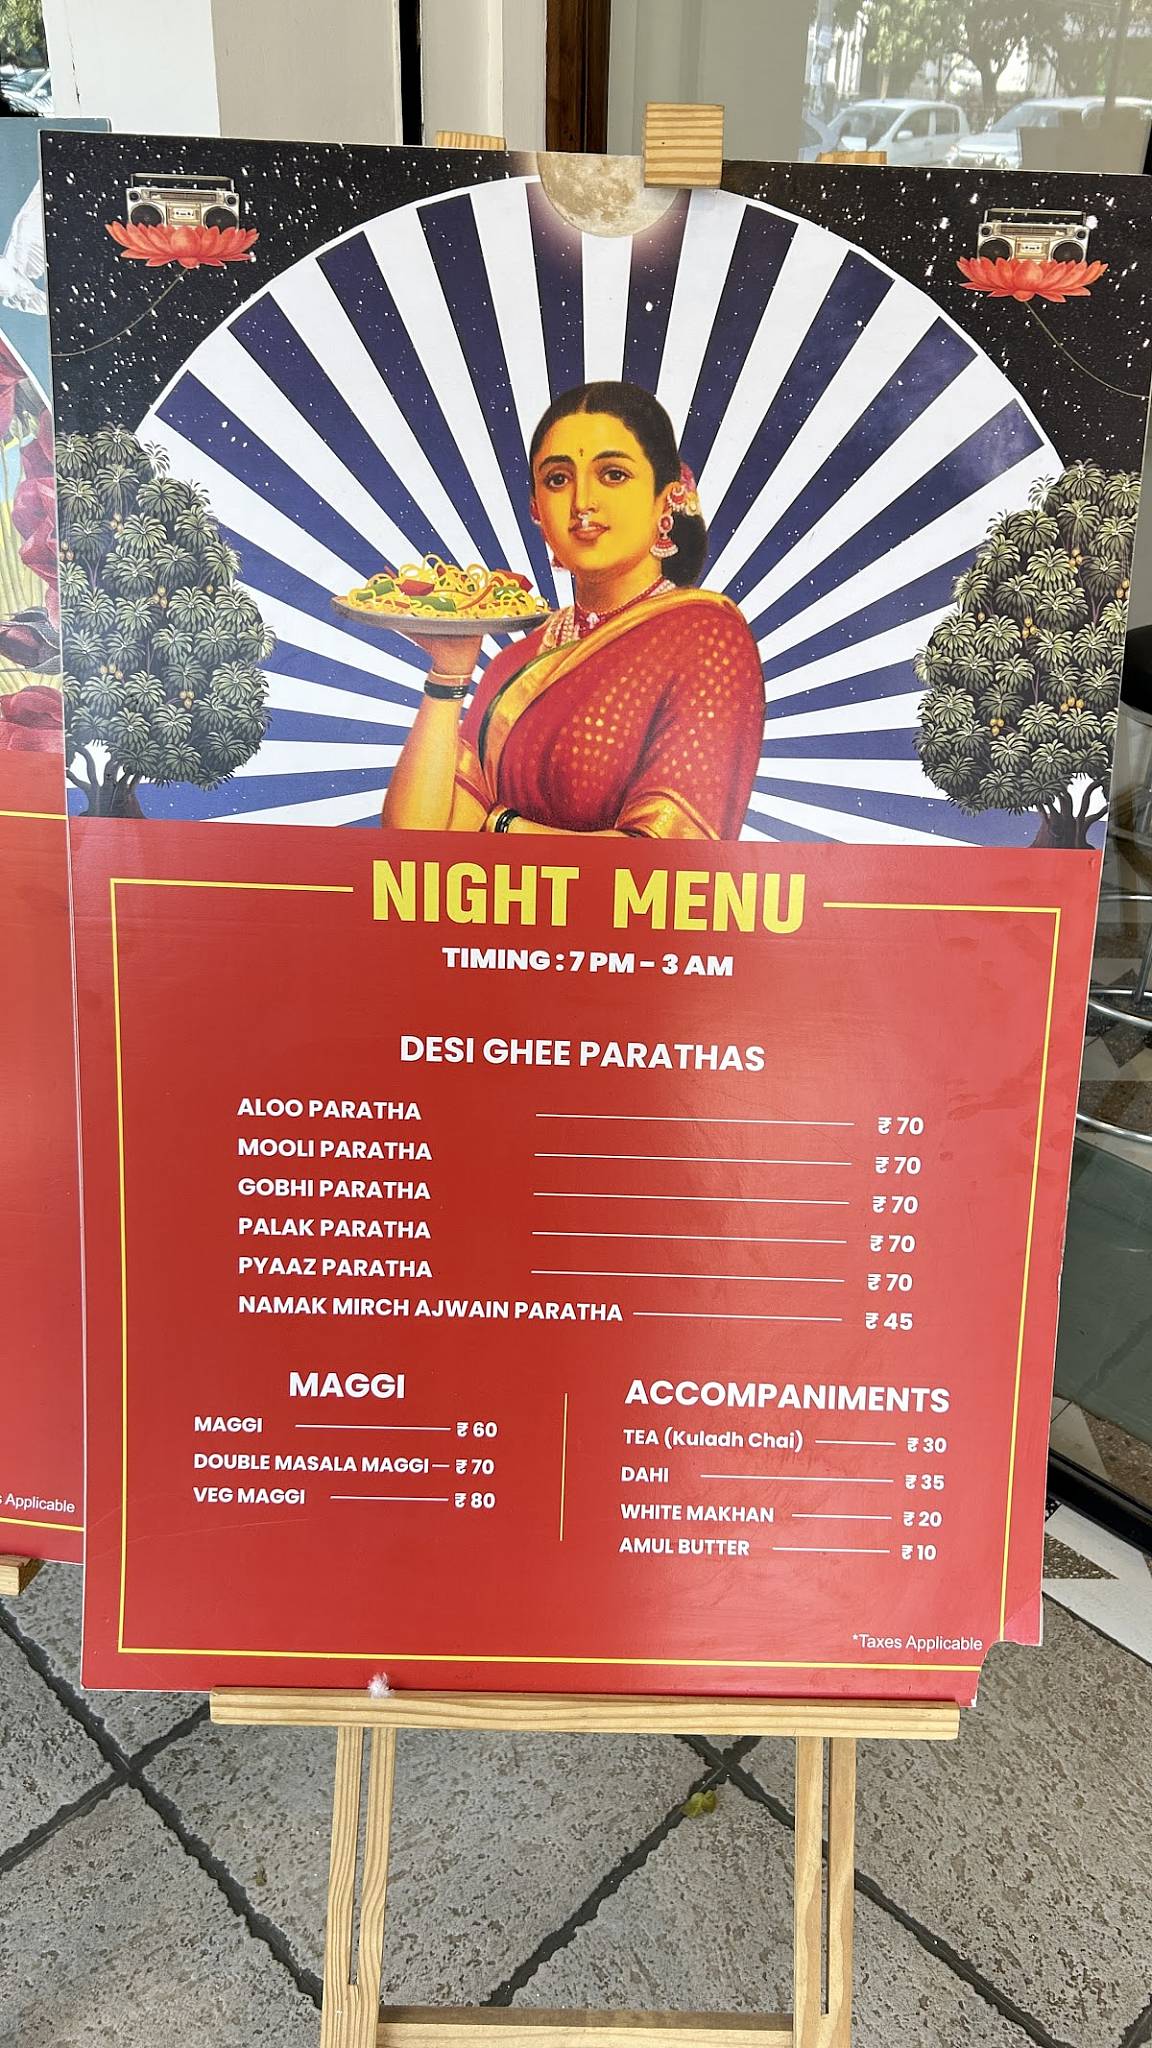 NIGHT MENU
TIMING : 7 PM - 3 AM
DESI GHEE PARATHAS
ALOO PARATHA ₹ 70
MOOLI PARATHA ₹ 70
GOBHI PARATHA ₹ 70
PALAK PARATHA ₹ 70
PYAAZ PARATHA ₹ 70
NAMAK MIRCH AJWAIN PARATHA ₹ 45
MAGGI
MAGGI ₹ 60
DOUBLE MASALA MAGGI ₹ 70
VEG MAGGI ₹ 80
ACCOMPANIMENTS
TEA (Kuladh Chai) ₹ 30
DAHI ₹ 35
WHITE MAKHAN ₹ 20
AMUL BUTTER ₹ 10
*Taxes Applicable
Applicable